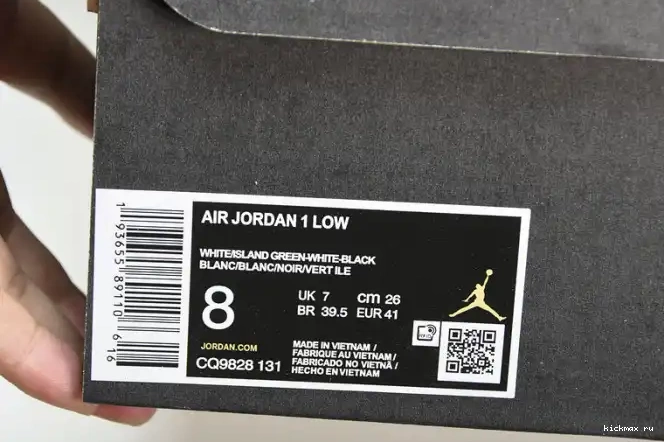 AIR JORDAN 1 LOW
WHITE/ISLAND GREEN-WHITE-BLACK
BLANC/BLANC/NOIR/VERT ILE
8
UK 7 cm 26
BR 39.5 EUR 41
JORDAN.COM
CQ9828 131
MADE IN VIETNAM /
FABRIQUE AU VIETNAM /
FABRICADO NO VIETNÃ /
HECHO EN VIETNAM
1 93655 89110 6 16
kickmax ru